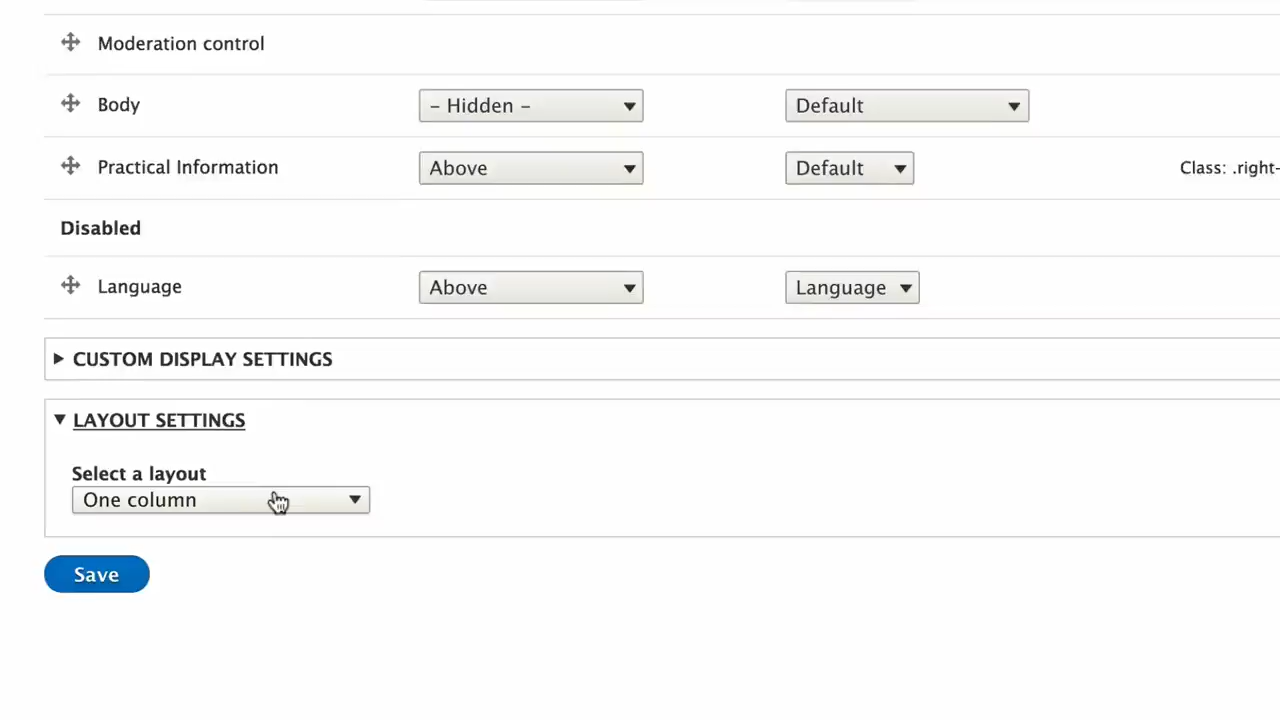 Moderation control
Body – Hidden – Default
Practical Information Above Default Class: .right-
Disabled
Language Above Language
CUSTOM DISPLAY SETTINGS
LAYOUT SETTINGS
Select a layout
One column
Save